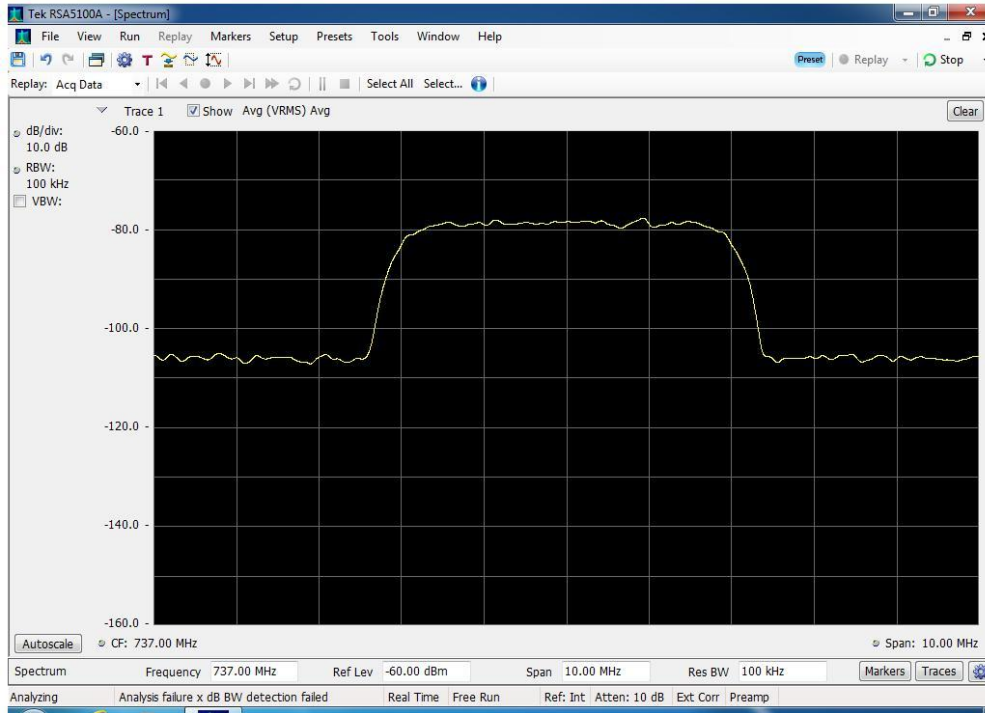 Tek RSA5100A - [Spectrum]
File View Run Replay Markers Setup Presets Tools Window Help
T Preset Replay Stop
Replay: Acq Data Select All Select...
Trace 1 Show Avg (VRMS) Avg Clear
dB/div:
10.0 dB
RBW:
100 kHz
VBW:
-60.0
-80.0
-100.0
-120.0
-140.0
-160.0
Autoscale CF: 737.00 MHz Span: 10.00 MHz
Spectrum Frequency 737.00 MHz Ref Lev -60.00 dBm Span 10.00 MHz Res BW 100 kHz Markers Traces
Analyzing Analysis failure x dB BW detection failed Real Time Free Run Ref: Int Atten: 10 dB Ext Corr Preamp